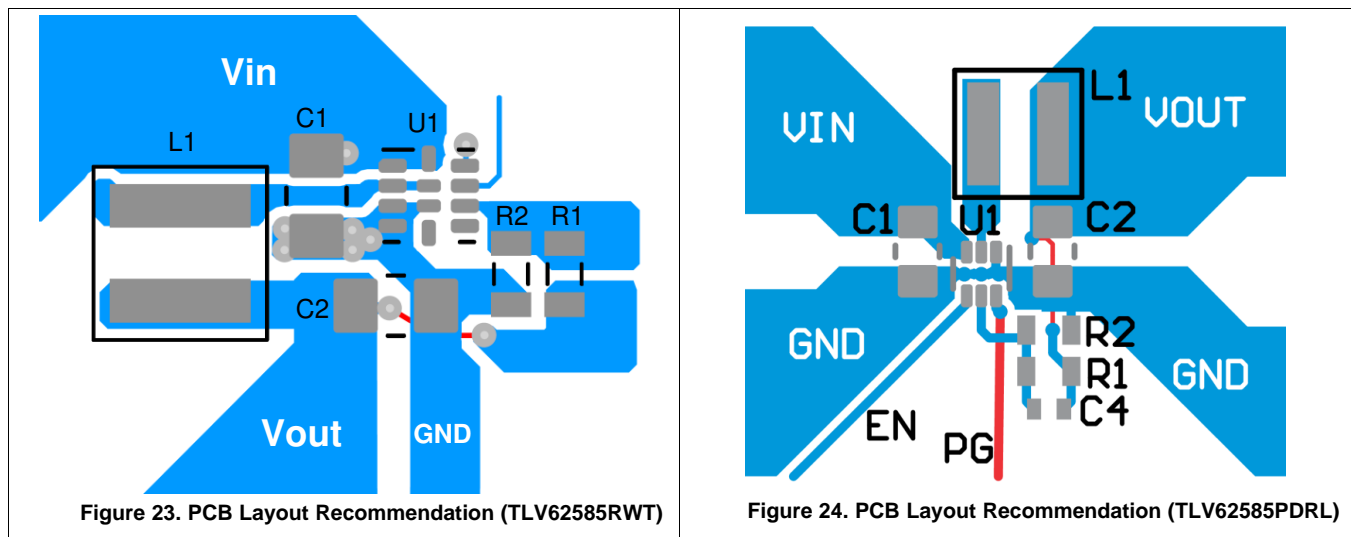 Vin
C1
U1
L1
R2 R1
C2
Vout
GND
Figure 23. PCB Layout Recommendation (TLV62585RWT)
L1
VIN
VOUT
C1
U1
C2
GND
R2
R1
GND
C4
EN
PG
Figure 24. PCB Layout Recommendation (TLV62585PDRL)